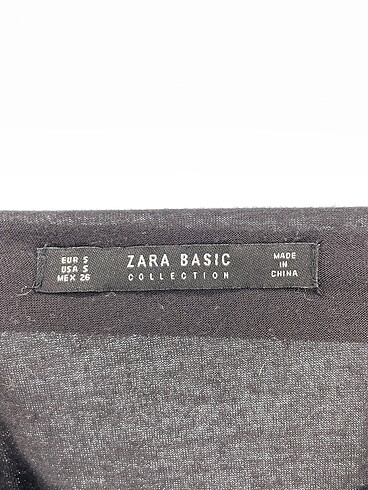 EUR S
USA S
MEX 26
ZARA BASIC
COLLECTION
MADE
IN
CHINA